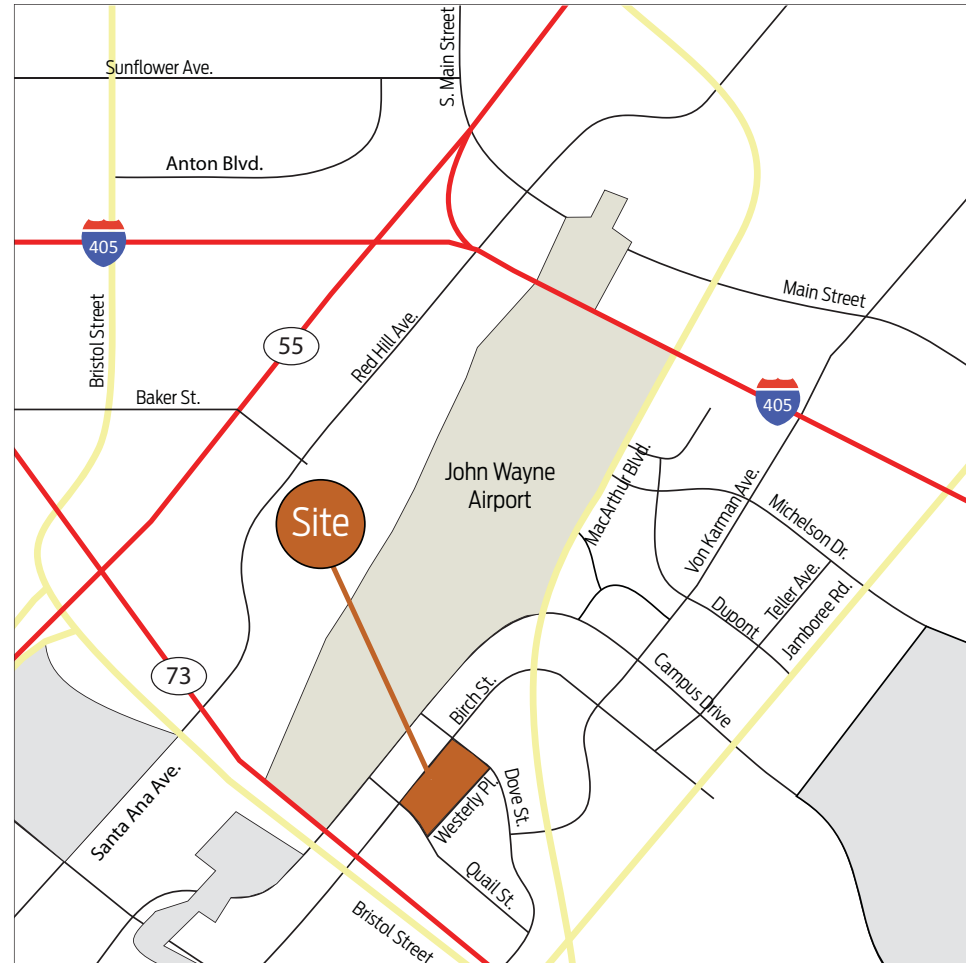 S. Main Street
Sunflower Ave.
Anton Blvd.
405
Bristol Street
Main Street
55
Red Hill Ave.
Baker St.
405
John Wayne
Airport
MacArthur Blvd.
Site
Von Karman Ave.
Michelson Dr.
Teller Ave.
Jamboree Rd.
Dupont
73
Campus Drive
Birch St.
Dove St.
Westerly Pl.
Santa Ana Ave.
Quail St.
Bristol Street